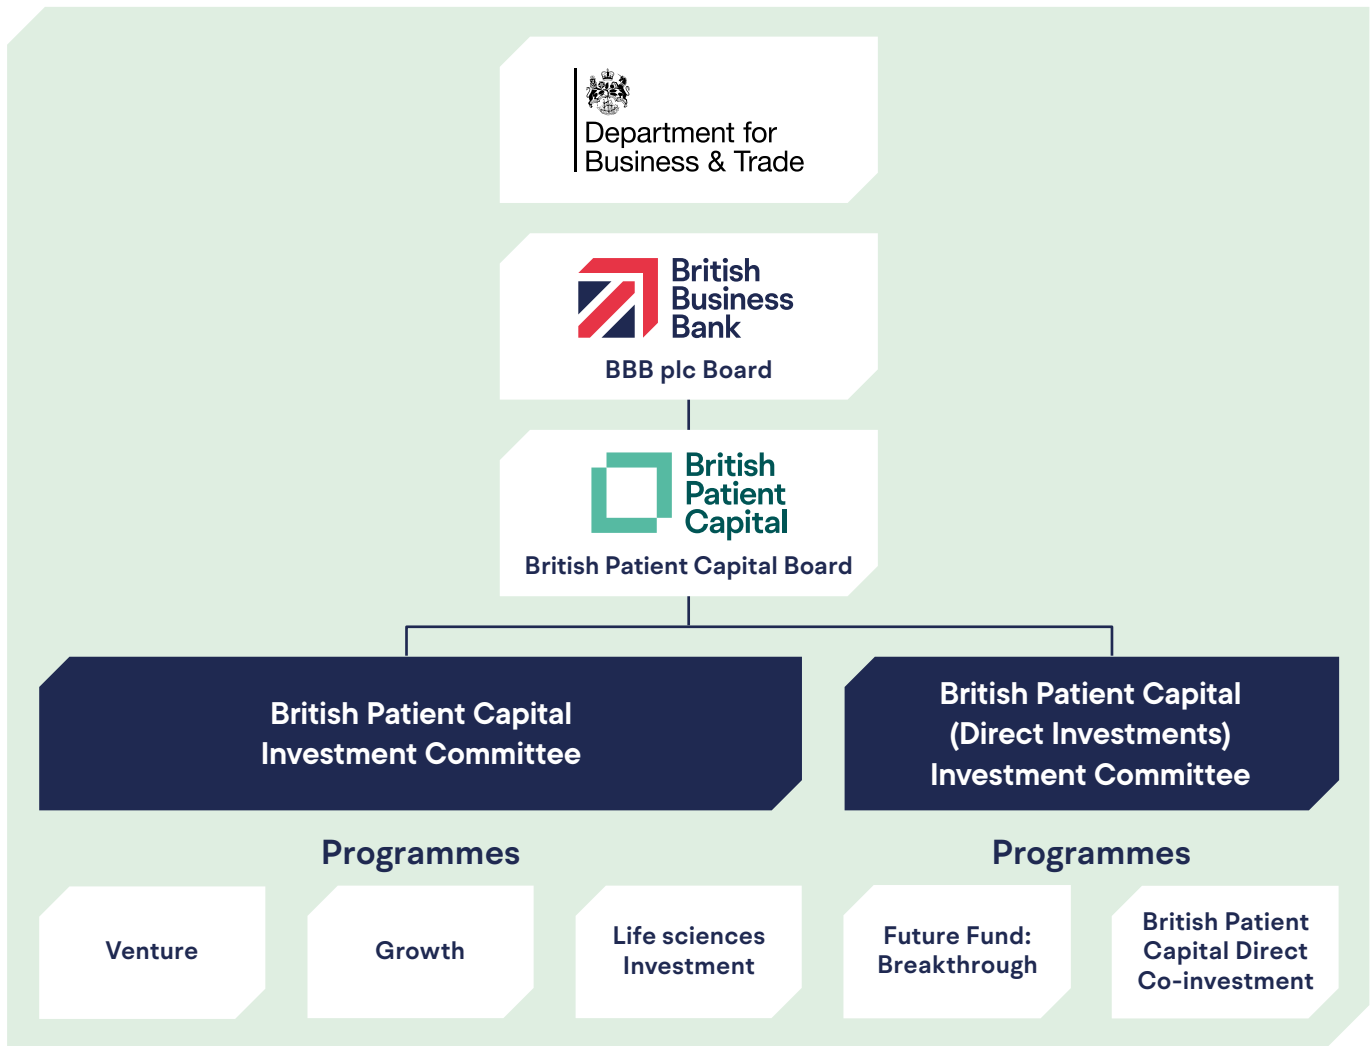 Department for
Business & Trade
British
Business
Bank
BBB plc Board
British
Patient
Capital
British Patient Capital Board
British Patient Capital
Investment Committee
British Patient Capital
(Direct Investments)
Investment Committee
Programmes
Programmes
Venture
Growth
Life sciences
Investment
Future Fund:
Breakthrough
British Patient
Capital Direct
Co-investment